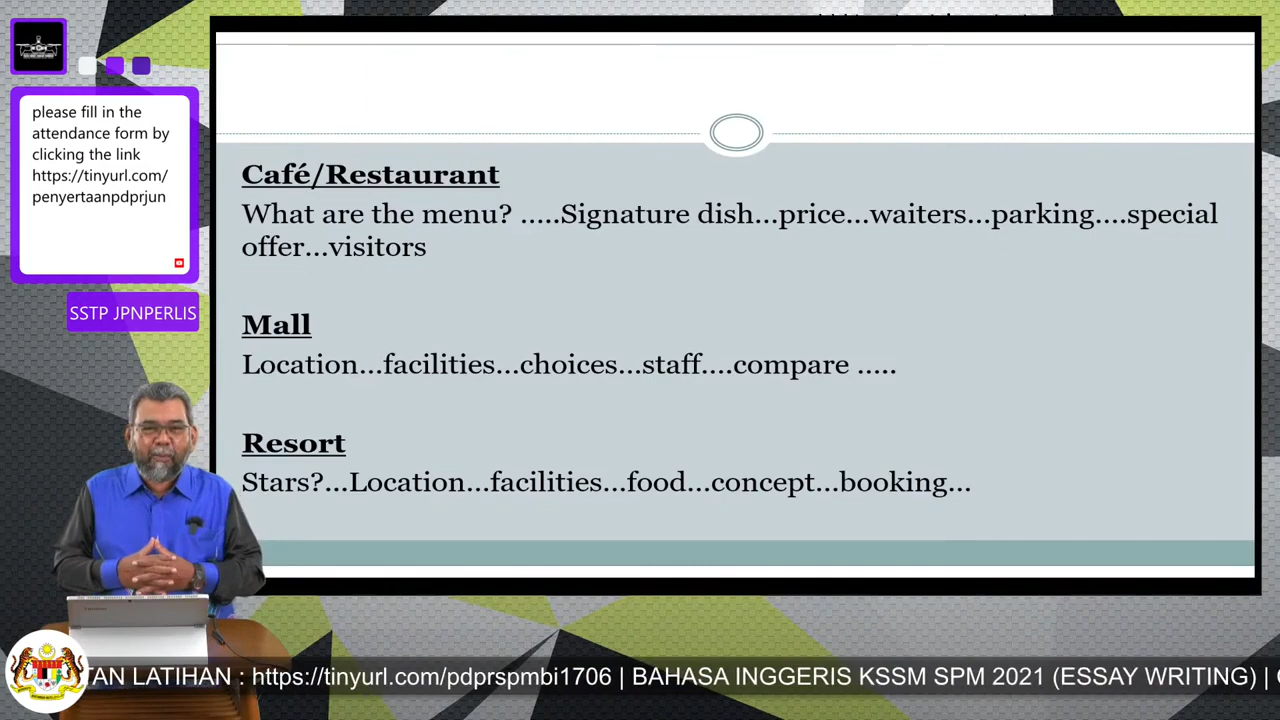 please fill in the
attendance form by
clicking the link
https://tinyurl.com/
penyertaanpdprjun
SSTP JPNPERLIS
Café/Restaurant
What are the menu? .....Signature dish...price...waiters...parking....special
offer...visitors
Mall
Location...facilities...choices...staff....compare .....
Resort
Stars?...Location...facilities...food...concept...booking...
TAN LATIHAN : https://tinyurl.com/pdprspmbi1706 | BAHASA INGGERIS KSSM SPM 2021 (ESSAY WRITING) |